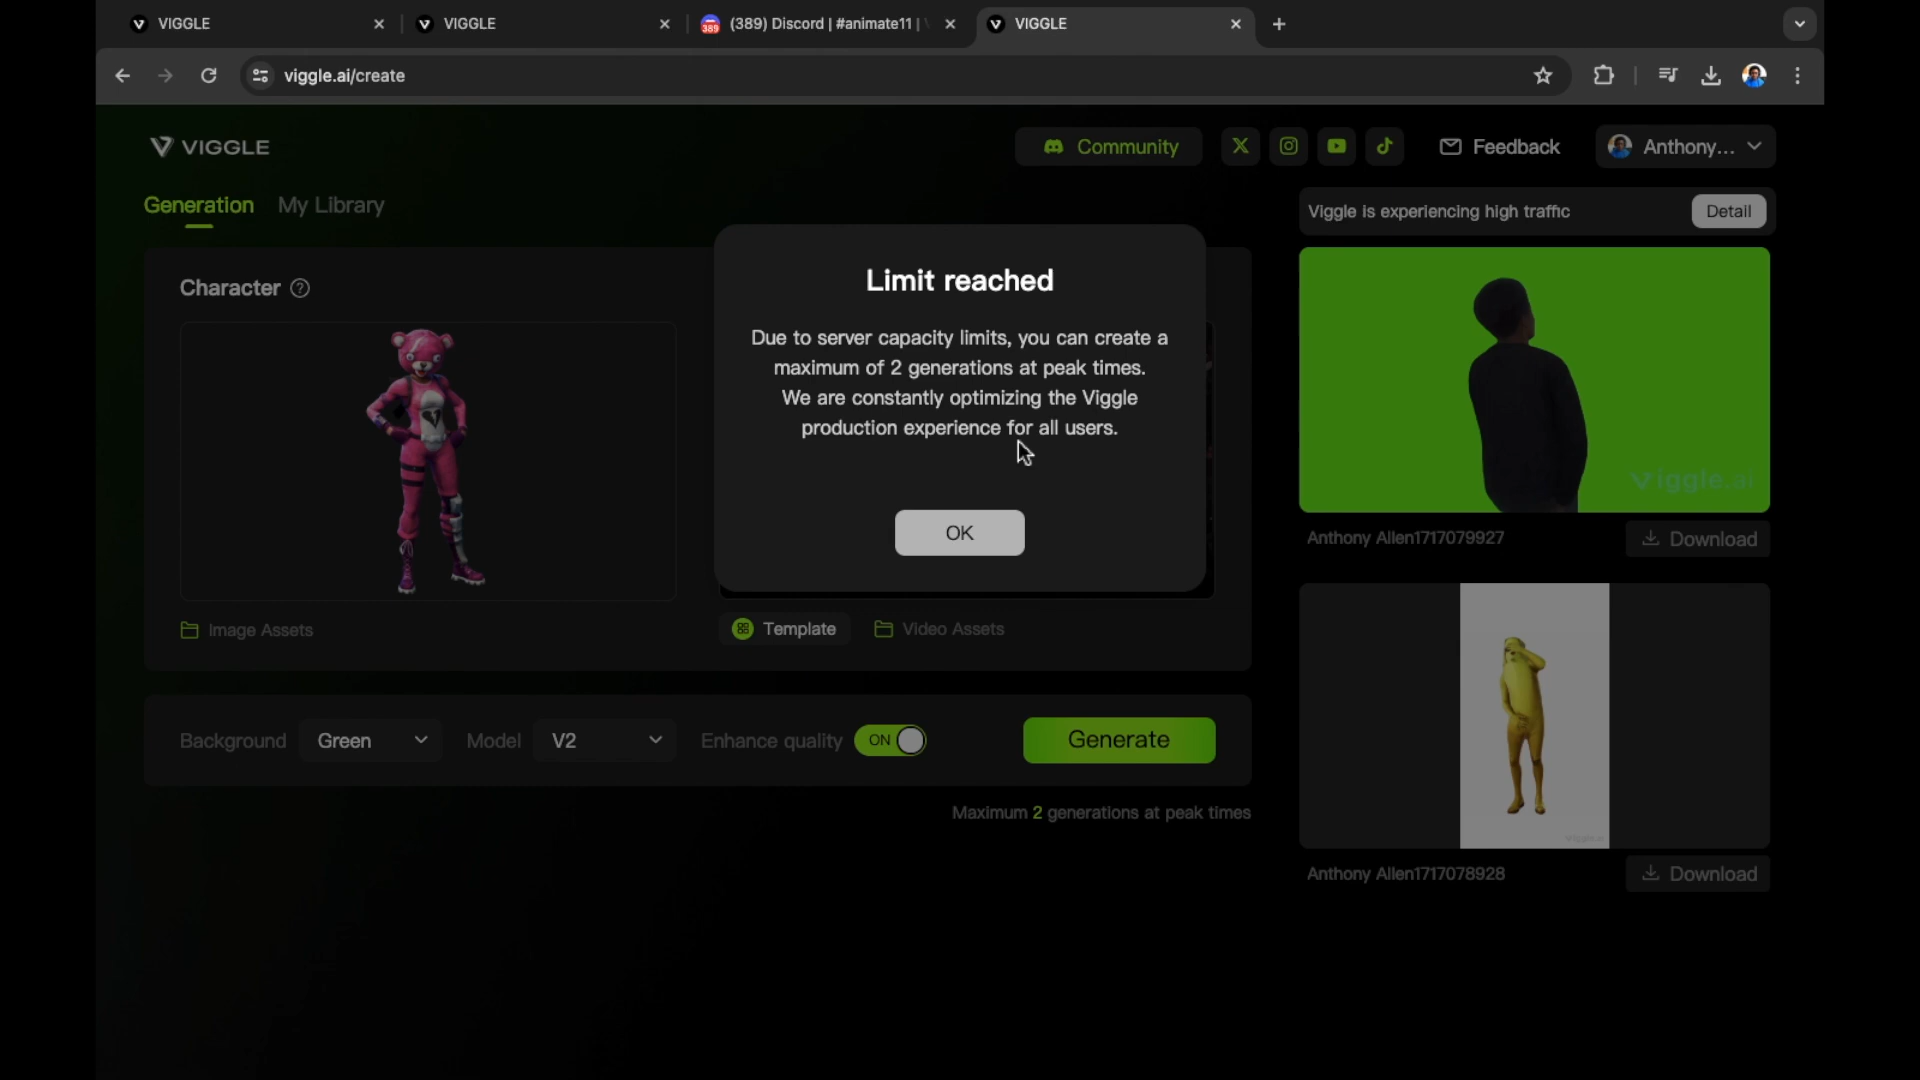 VIGGLE
VIGGLE
(389) Discord | #animate11 |
VIGGLE
viggle.ai/create
VIGGLE
Community
Feedback
Anthony...
Generation
My Library
Viggle is experiencing high traffic
Detail
Character
Limit reached
Due to server capacity limits, you can create a
maximum of 2 generations at peak times.
We are constantly optimizing the Viggle
production experience for all users.
OK
Viggle.ai
Anthony Allen1717079927
Download
Image Assets
Template
Video Assets
Background
Green
Model
V2
Enhance quality
ON
Generate
Maximum 2 generations at peak times
Viggle.ai
Anthony Allen1717078928
Download